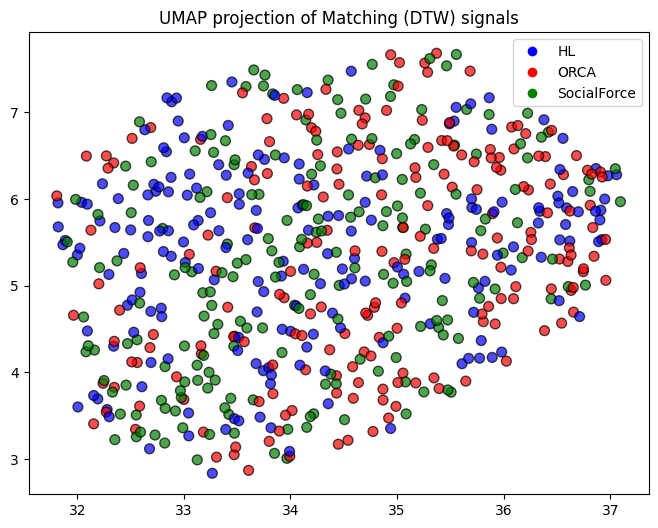 UMAP projection of Matching (DTW) signals
HL
ORCA
SocialForce
7
6
5
4
3
32 33 34 35 36 37